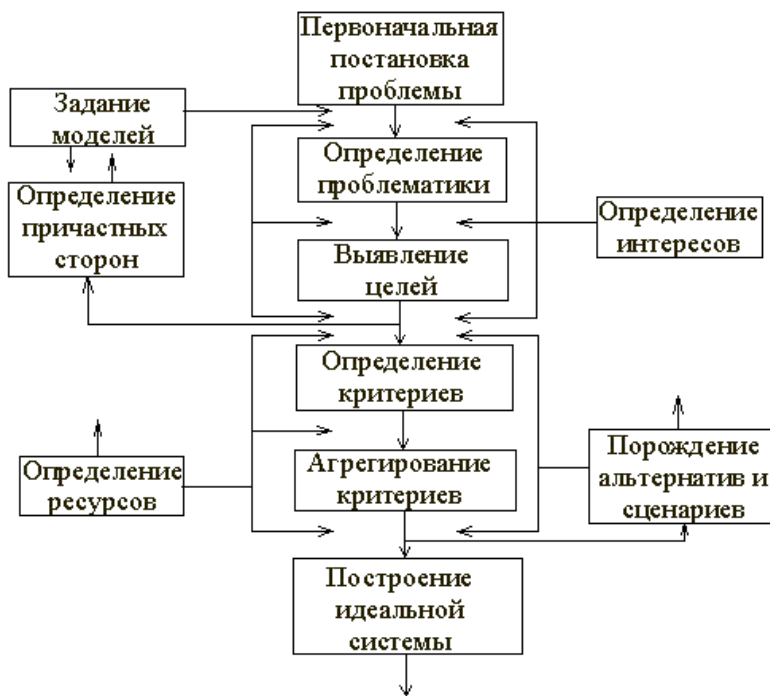 Первоначальная
постановка
проблемы
Задание
моделей
Определение
проблематики
Определение
причастных
сторон
Определение
интересов
Выявление
целей
Определение
критериев
Определение
ресурсов
Агрегирование
критериев
Порождение
альтернатив и
сценариев
Построение
идеальной
системы